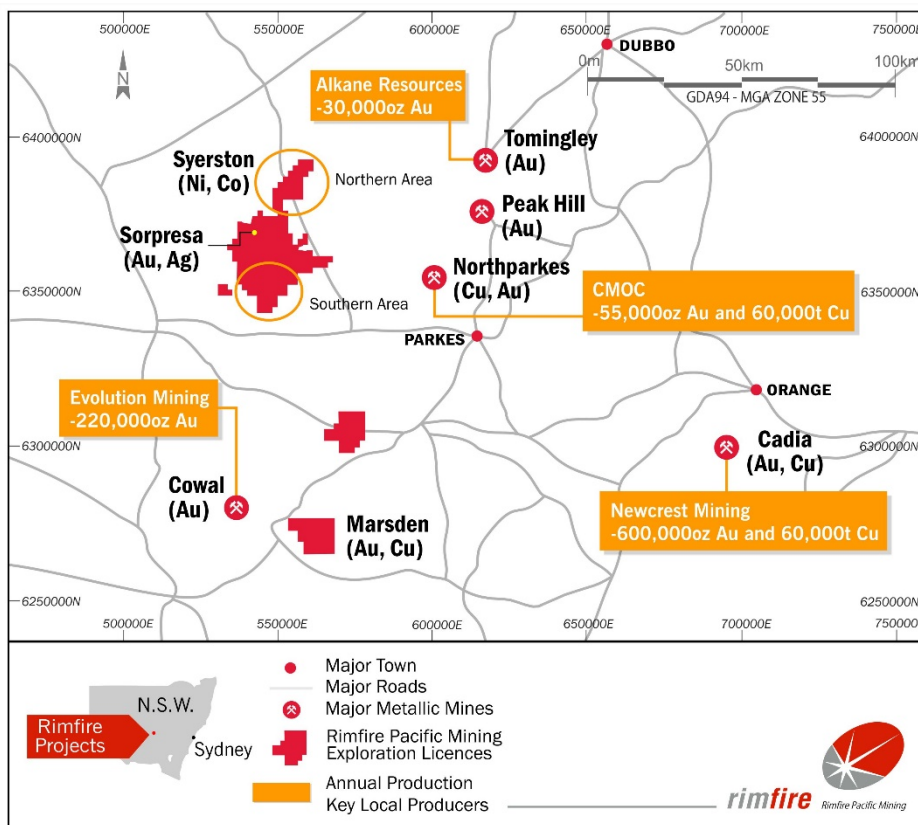 500000E
550000E
600000E
650000E
700000E
750000E
DUBBO
0m
50km
100km
GDA94 - MGA ZONE 55
N
Alkane Resources
-30,000oz Au
6400000N
6400000N
Tomingley
(Au)
Syerston
(Ni, Co)
Northern Area
Peak Hill
(Au)
Sorpresa
(Au, Ag)
Northparkes
(Cu, Au)
CMOC
-55,000oz Au and 60,000t Cu
6350000N
6350000N
Southern Area
PARKES
Evolution Mining
-220,000oz Au
ORANGE
6300000N
6300000N
Cadia
(Au, Cu)
Cowal
(Au)
Newcrest Mining
-600,000oz Au and 60,000t Cu
Marsden
(Au, Cu)
6250000N
6250000N
500000E
550000E
600000E
650000E
700000E
750000E
N.S.W.
Rimfire
Projects
Sydney
Major Town
Major Roads
Major Metallic Mines
Rimfire Pacific Mining
Exploration Licences
Annual Production
Key Local Producers
rimfire
Rimfire Pacific Mining